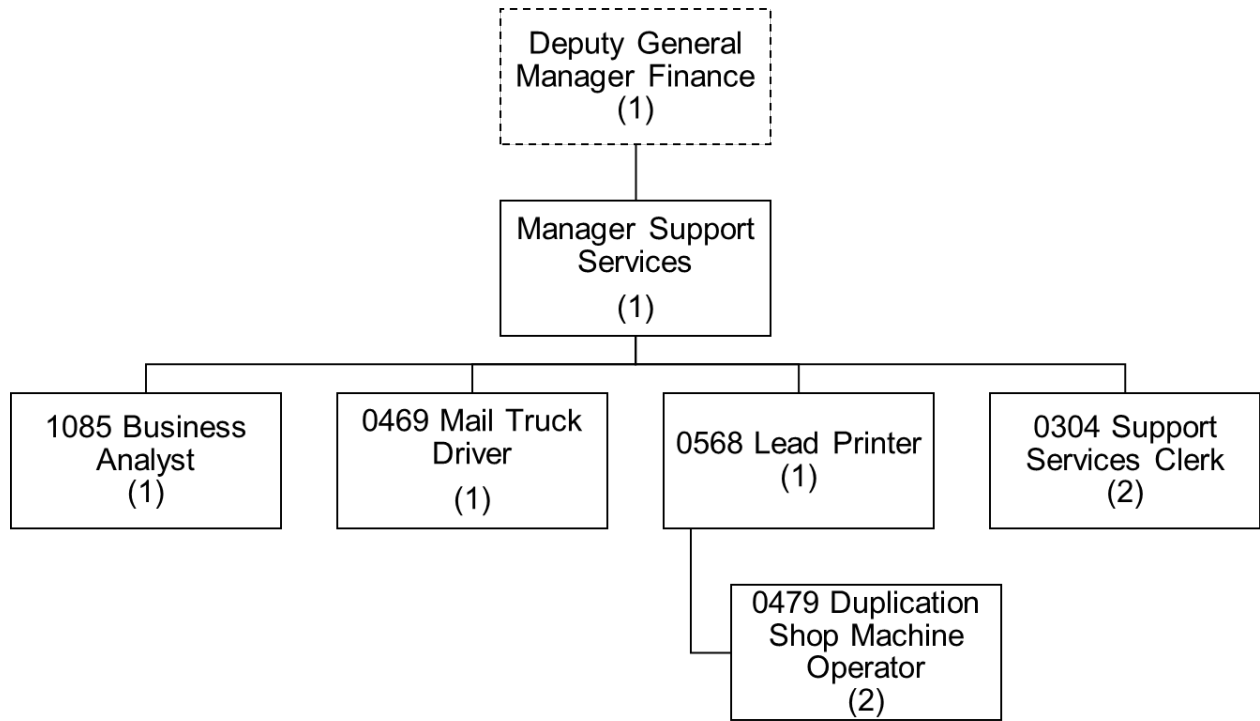 Deputy General
Manager Finance
(1)
Manager Support
Services
(1)
1085 Business
Analyst
(1)
0469 Mail Truck
Driver
(1)
0568 Lead Printer
(1)
0304 Support
Services Clerk
(2)
0479 Duplication
Shop Machine
Operator
(2)